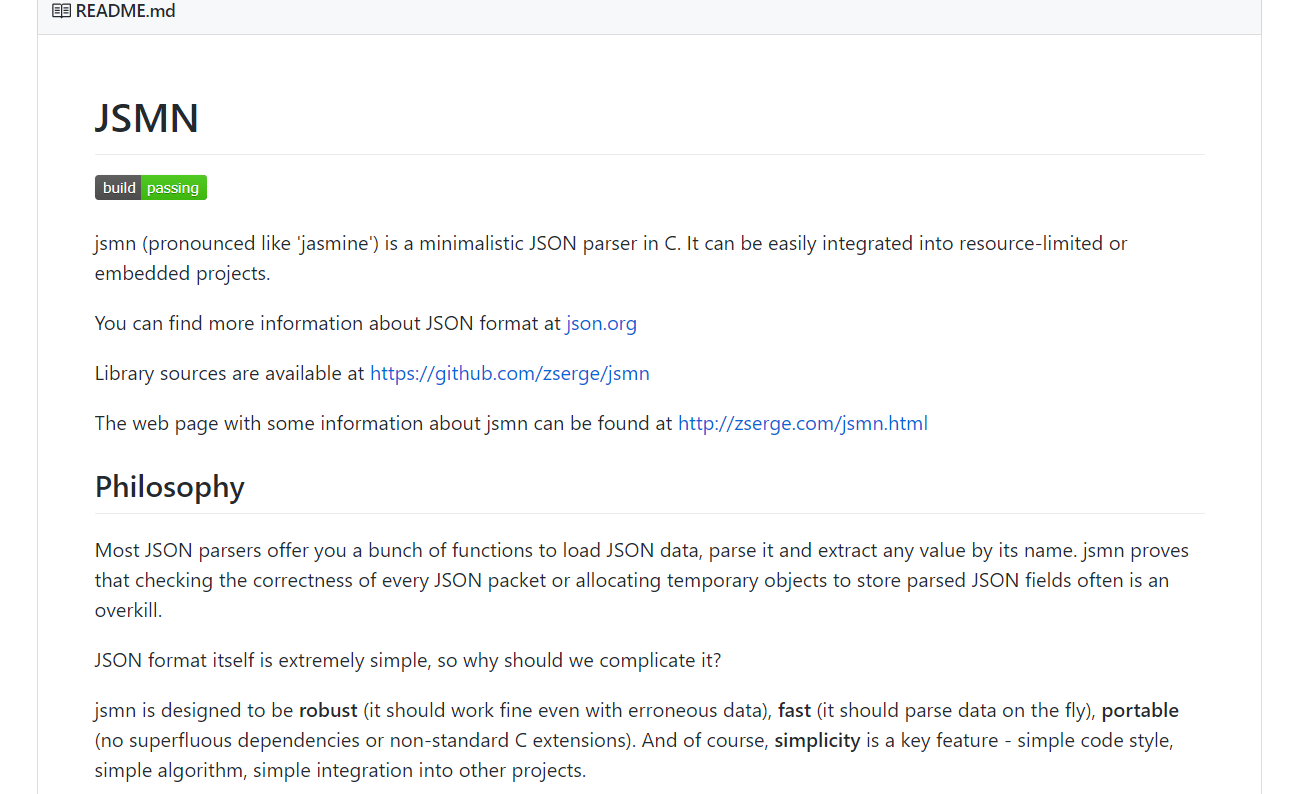 README.md
JSMN
build passing
jsmn (pronounced like 'jasmine') is a minimalistic JSON parser in C. It can be easily integrated into resource-limited or
embedded projects.
You can find more information about JSON format at json.org
Library sources are available at https://github.com/zserge/jsmn
The web page with some information about jsmn can be found at http://zserge.com/jsmn.html
Philosophy
Most JSON parsers offer you a bunch of functions to load JSON data, parse it and extract any value by its name. jsmn proves
that checking the correctness of every JSON packet or allocating temporary objects to store parsed JSON fields often is an
overkill.
JSON format itself is extremely simple, so why should we complicate it?
jsmn is designed to be robust (it should work fine even with erroneous data), fast (it should parse data on the fly), portable
(no superfluous dependencies or non-standard C extensions). And of course, simplicity is a key feature - simple code style,
simple algorithm, simple integration into other projects.